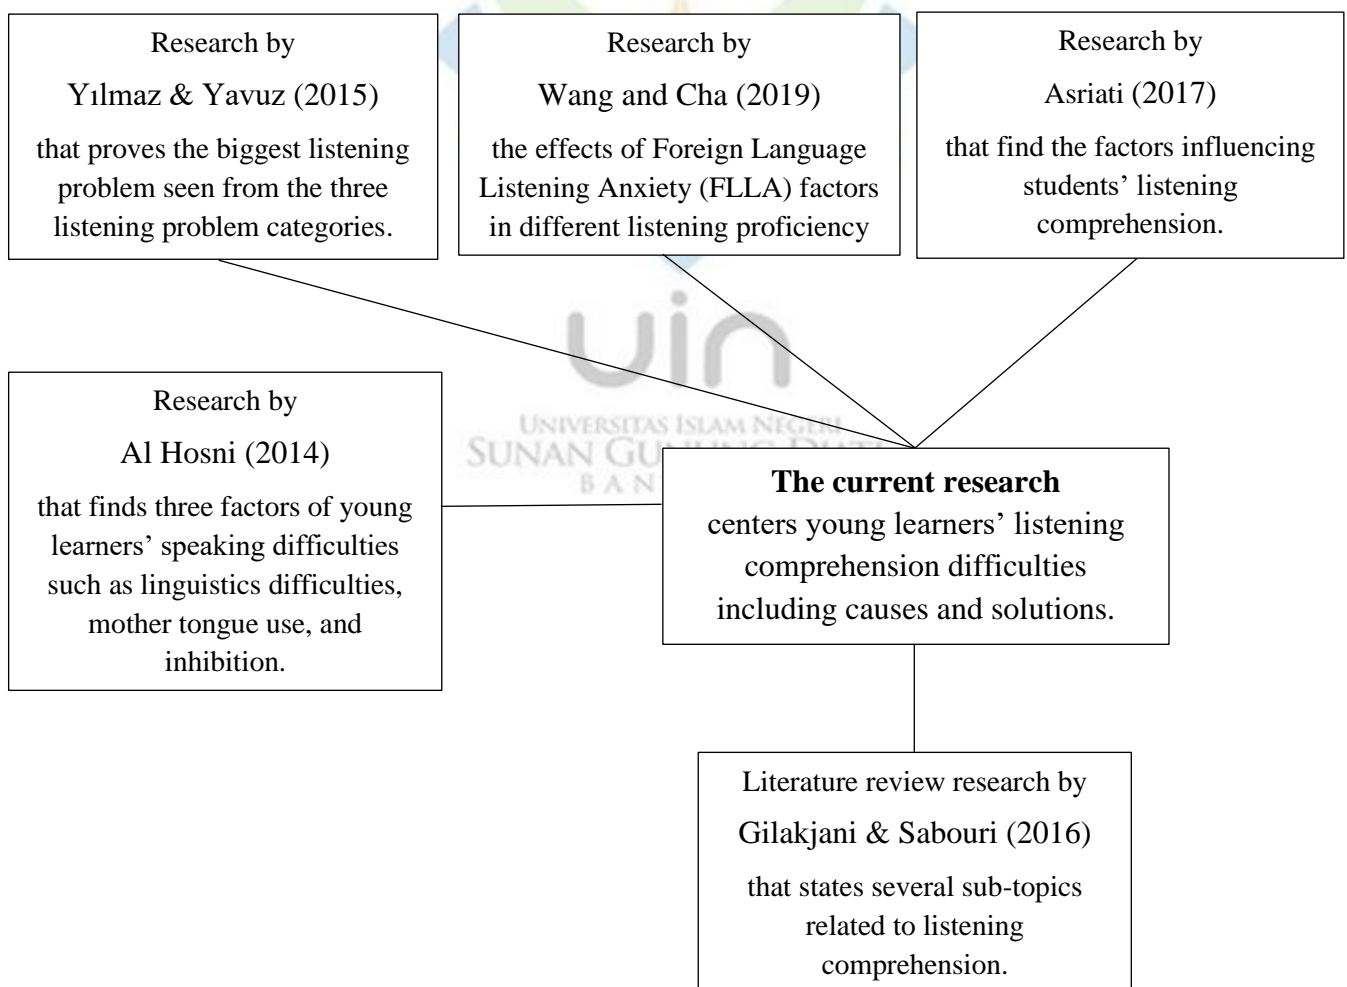 Research by
Yılmaz & Yavuz (2015)
that proves the biggest listening
problem seen from the three
listening problem categories.
Research by
Wang and Cha (2019)
the effects of Foreign Language
Listening Anxiety (FLLA) factors
in different listening proficiency
Research by
Asriati (2017)
that find the factors influencing
students’ listening
comprehension.
uin
UNIVERSITAS ISLAM NEGERI
SUNAN
Research by
Al Hosni (2014)
that finds three factors of young
learners’ speaking difficulties
such as linguistics difficulties,
mother tongue use, and
inhibition.
The current research
centers young learners’ listening
comprehension difficulties
including causes and solutions.
Literature review research by
Gilakjani & Sabouri (2016)
that states several sub-topics
related to listening
comprehension.